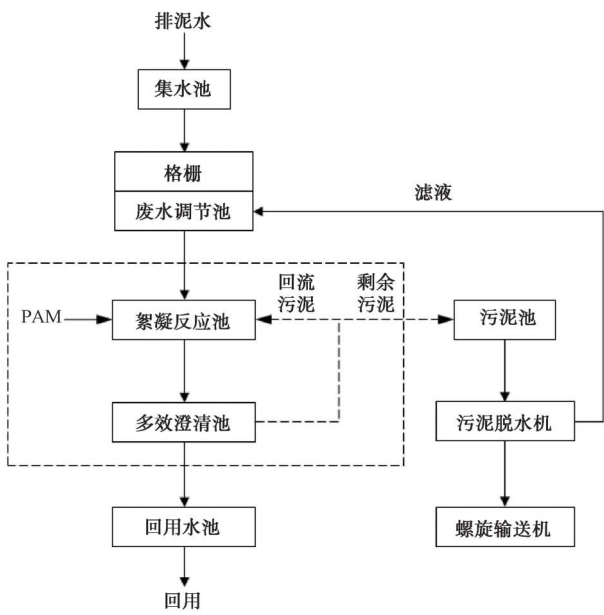 排泥水
集水池
格栅
废水调节池
滤液
回流
污泥
剩余
污泥
PAM
絮凝反应池
污泥池
多效澄清池
污泥脱水机
回用水池
螺旋输送机
回用